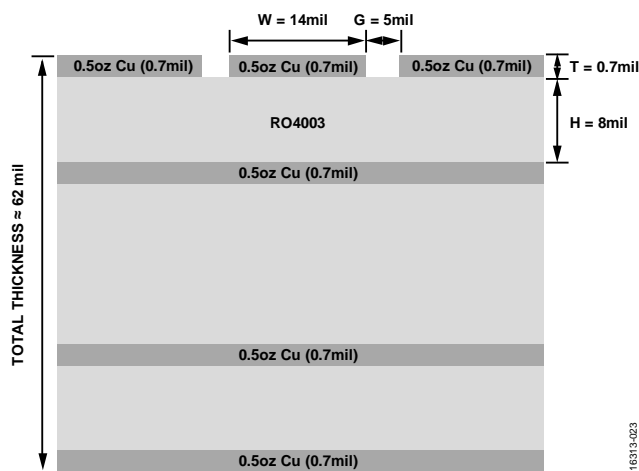 W = 14mil
G = 5mil
0.5oz Cu (0.7mil)
0.5oz Cu (0.7mil)
0.5oz Cu (0.7mil)
T = 0.7mil
RO4003
H = 8mil
0.5oz Cu (0.7mil)
TOTAL THICKNESS ≈ 62 mil
0.5oz Cu (0.7mil)
0.5oz Cu (0.7mil)
16313-023